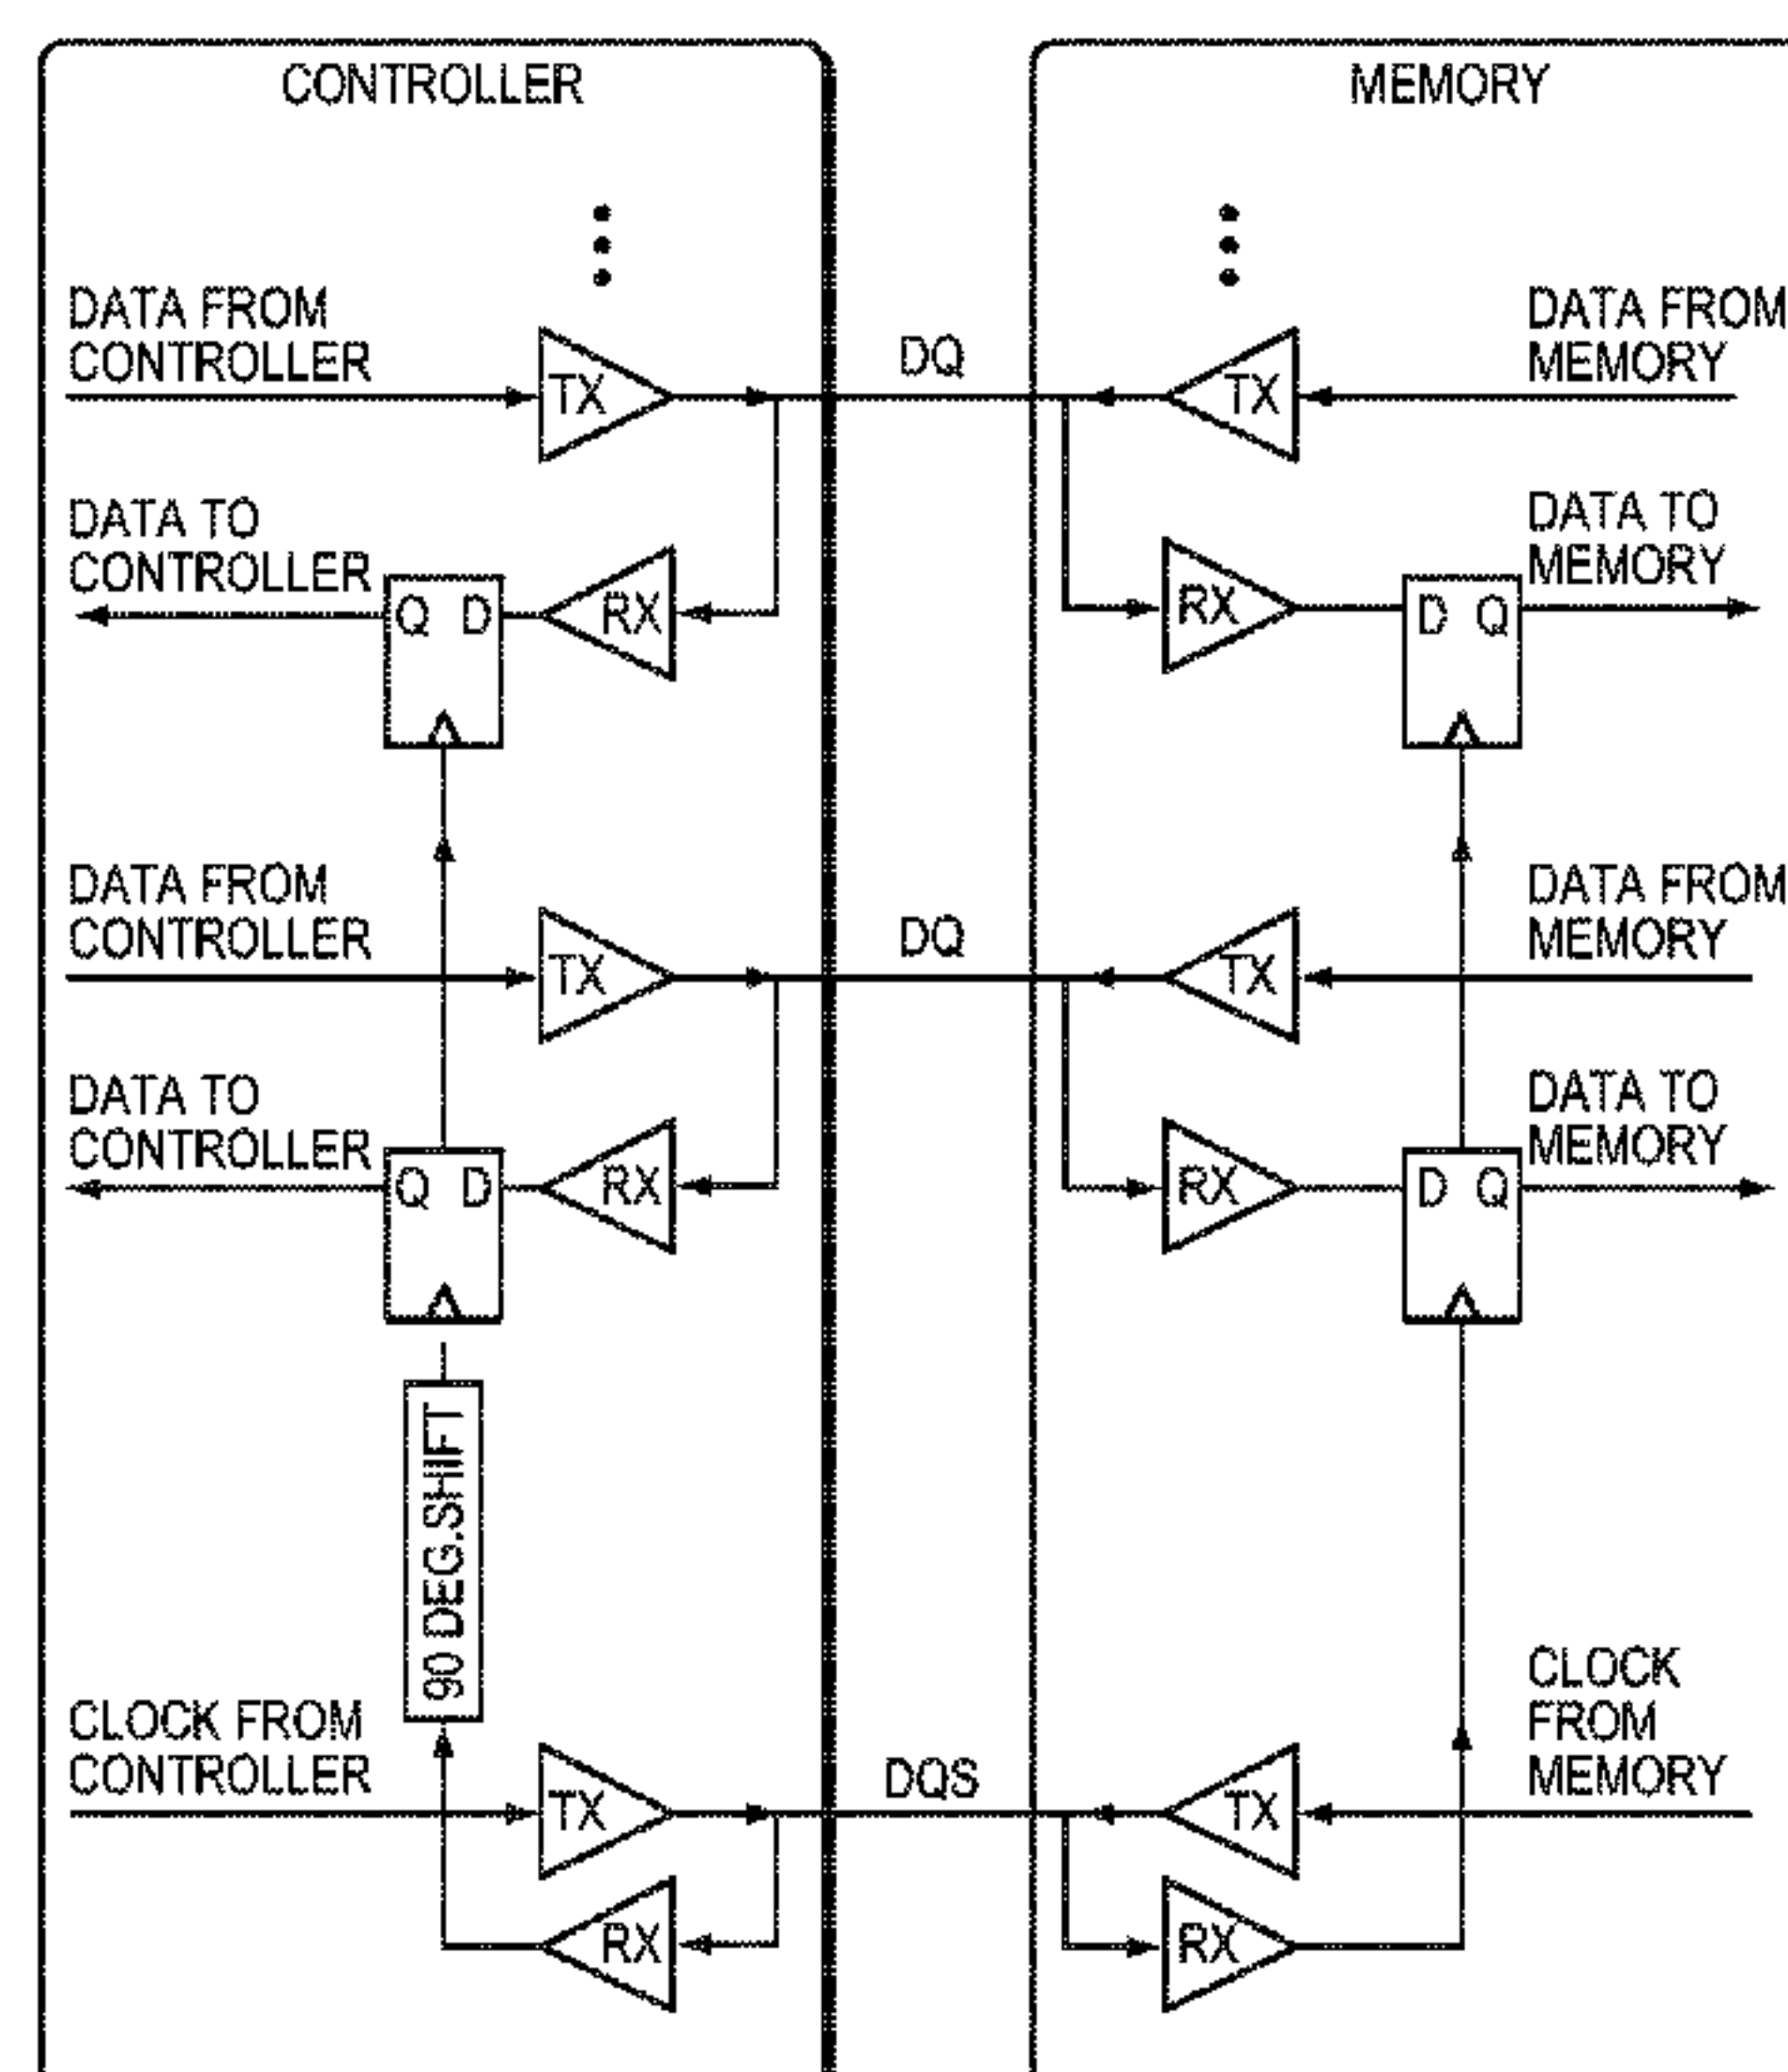 CONTROLLER
MEMORY
DATA FROM
CONTROLLER
TX
DQ
TX
DATA FROM
MEMORY
DATA TO
CONTROLLER
Q D
RX
RX
D Q
DATA TO
MEMORY
DATA FROM
CONTROLLER
TX
DQ
TX
DATA FROM
MEMORY
DATA TO
CONTROLLER
Q D
RX
RX
D Q
DATA TO
MEMORY
90 DEG.SHIFT
CLOCK FROM
CONTROLLER
TX
DQS
TX
CLOCK
FROM
MEMORY
RX
RX